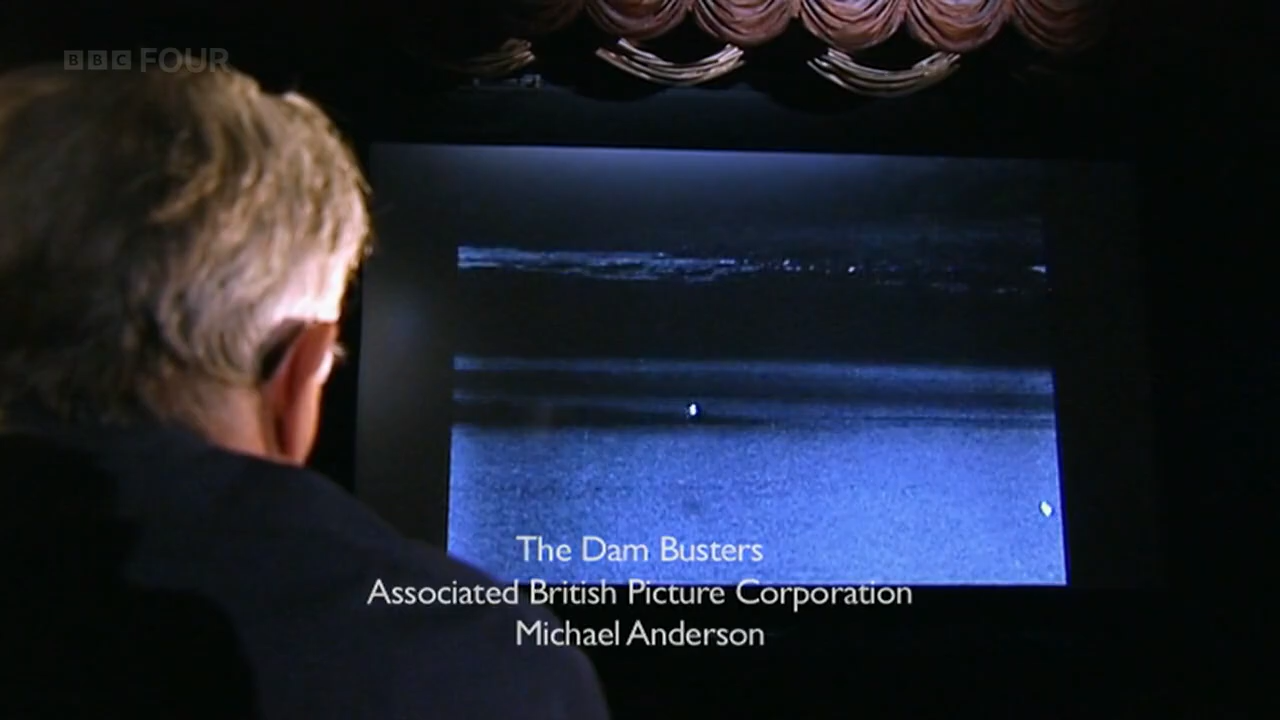 BBC FOUR
The Dam Busters
Associated British Picture Corporation
Michael Anderson